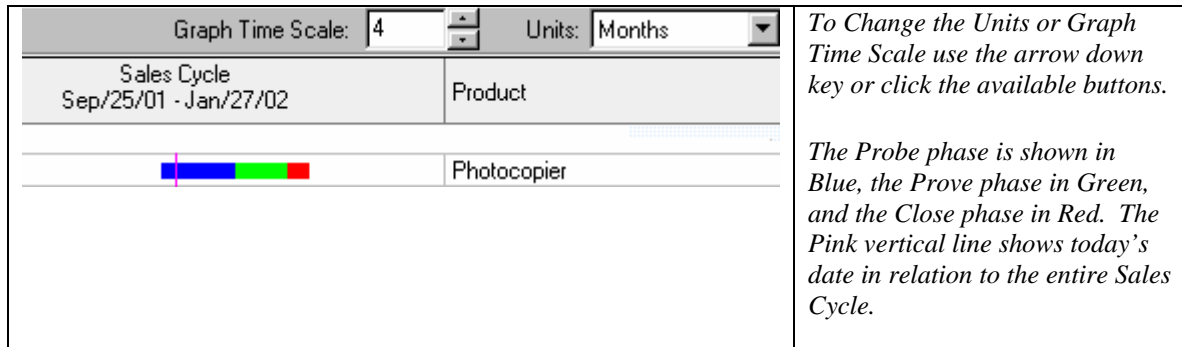 Graph Time Scale: 4 Units: Months
Sales Cycle
Sep/25/01 - Jan/27/02
Product
Photocopier
To Change the Units or Graph
Time Scale use the arrow down
key or click the available buttons.
The Probe phase is shown in
Blue, the Prove phase in Green,
and the Close phase in Red.  The
Pink vertical line shows today’s
date in relation to the entire Sales
Cycle.